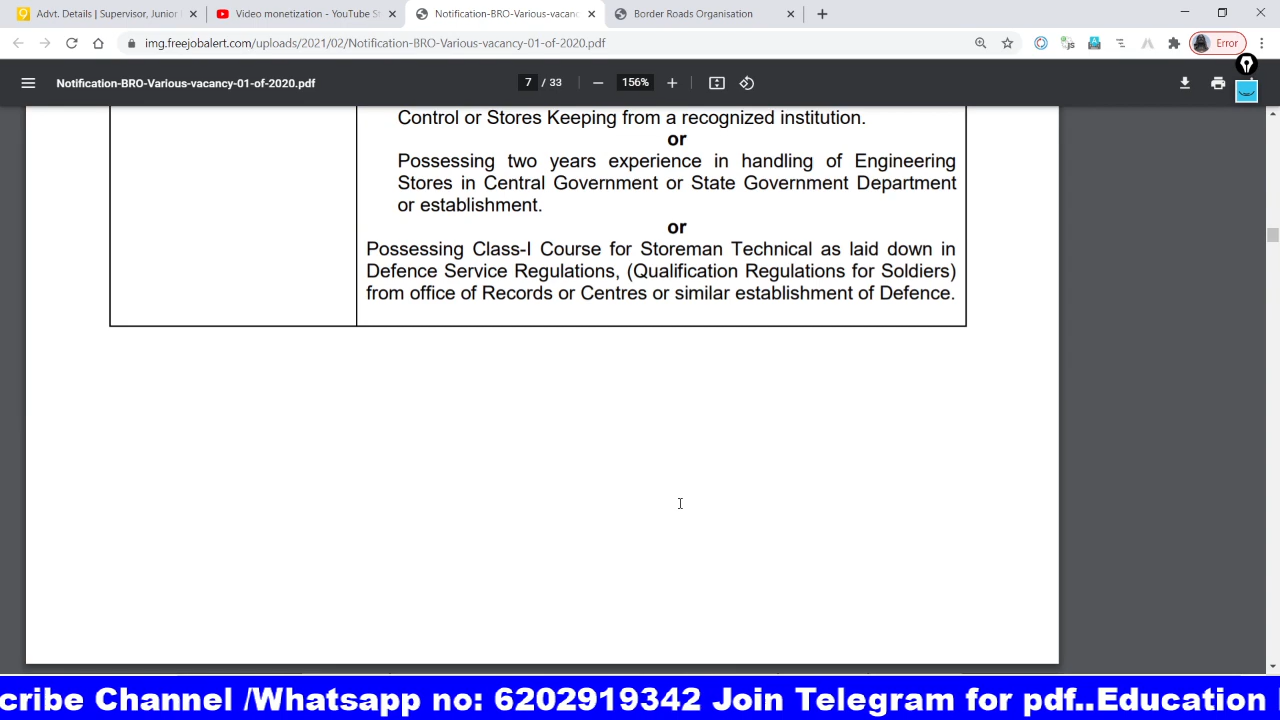 Advt. Details | Supervisor, Junior
Video monetization - YouTube St
Notification-BRO-Various-vacanc
Border Roads Organisation
img.freejobalert.com/uploads/2021/02/Notification-BRO-Various-vacancy-01-of-2020.pdf
Error
Notification-BRO-Various-vacancy-01-of-2020.pdf
7 / 33
156%
Control or Stores Keeping from a recognized institution.
or
Possessing two years experience in handling of Engineering
Stores in Central Government or State Government Department
or establishment.
or
Possessing Class-I Course for Storeman Technical as laid down in
Defence Service Regulations, (Qualification Regulations for Soldiers)
from office of Records or Centres or similar establishment of Defence.
cribe Channel /Whatsapp no: 6202919342 Join Telegram for pdf..Education